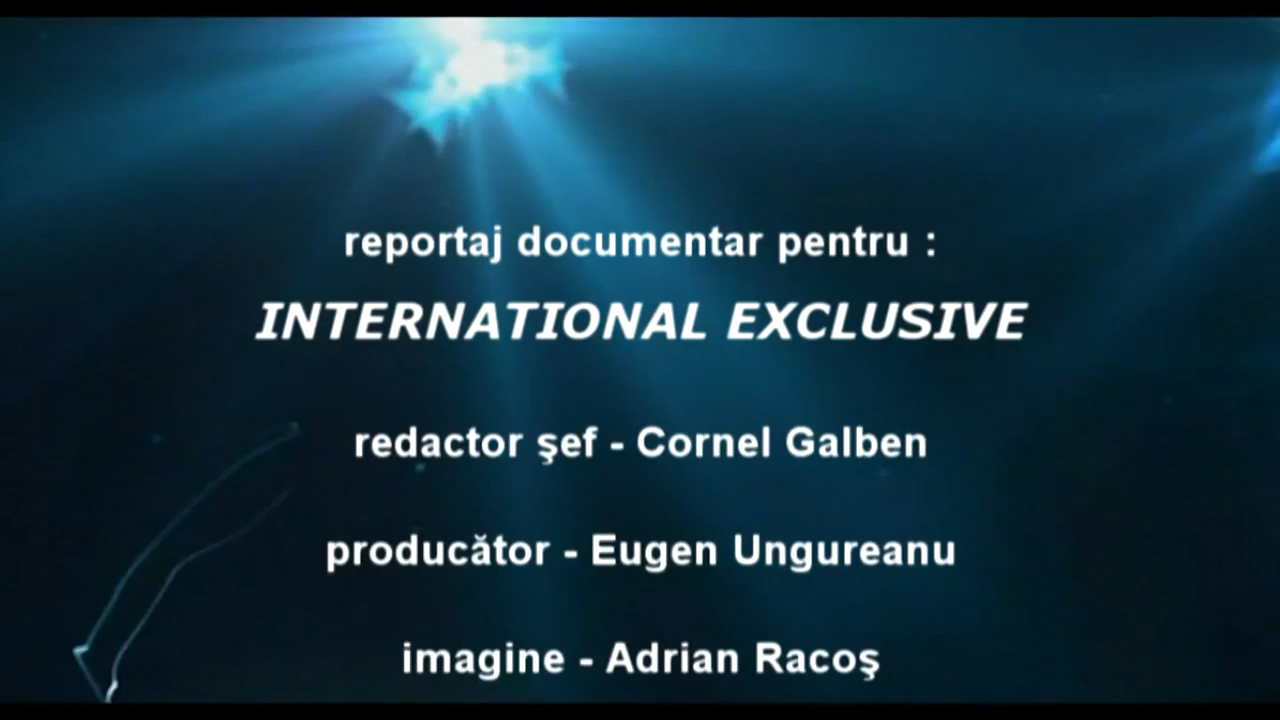 reportaj documentar pentru :
INTERNATIONAL EXCLUSIVE
redactor şef - Cornel Galben
producător - Eugen Ungureanu
imagine - Adrian Racoş